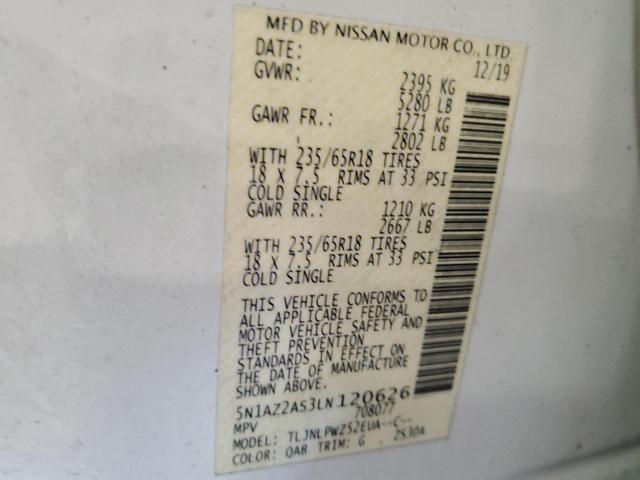 MFD BY NISSAN MOTOR CO., LTD.
DATE: 12/19
GVWR: 2395 KG
5280 LB
GAWR FR.: 1271 KG
2802 LB
WITH 235/65R18 TIRES
18 X 7.5 RIMS AT 33 PSI
COLD SINGLE
GAWR RR.: 1210 KG
2667 LB
WITH 235/65R18 TIRES
18 X 7.5 RIMS AT 33 PSI
COLD SINGLE
THIS VEHICLE CONFORMS TO
ALL APPLICABLE FEDERAL
MOTOR VEHICLE SAFETY AND
THEFT PREVENTION
STANDARDS IN EFFECT ON
THE DATE OF MANUFACTURE
SHOWN ABOVE.
5N1AZ2AS3LN120626
MPV 708077
MODEL: TLJNLPWZ52EUA--C--
COLOR: QAB TRIM: G 2S30A